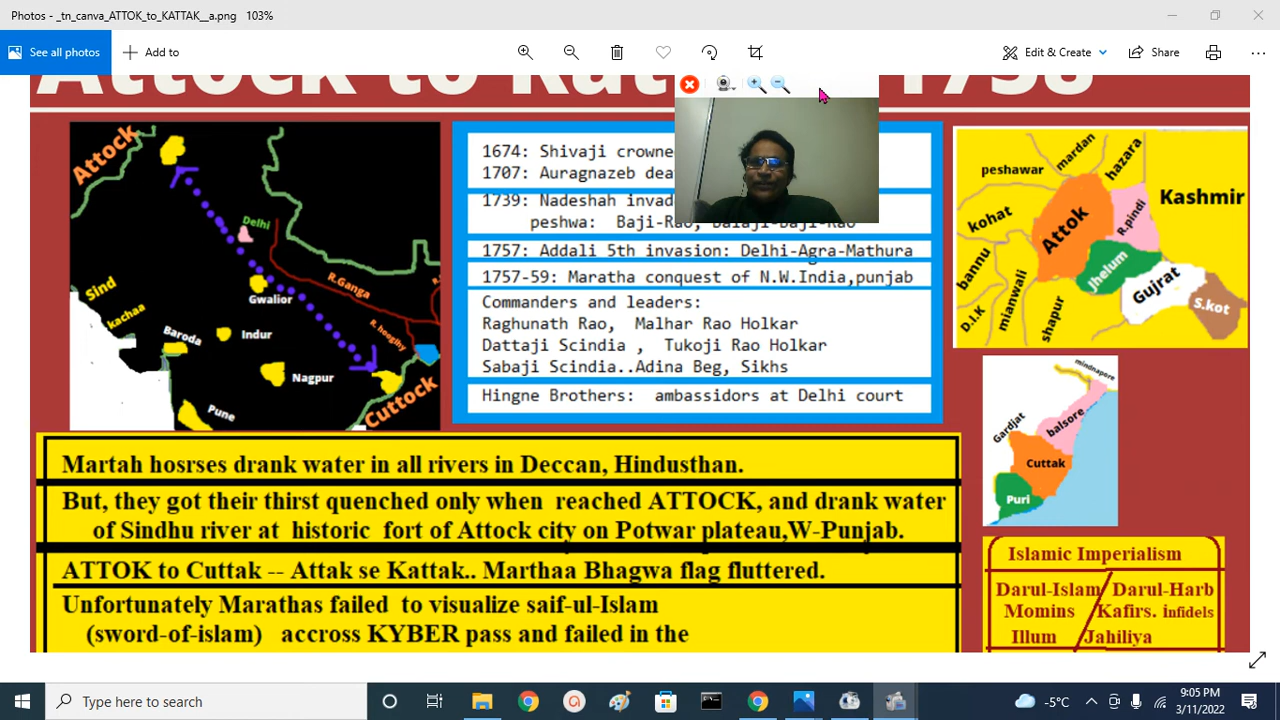 Photos - _tn_canva_ATTOK_to_KATTAK__a.png   103%
See all photos
Add to
Edit & Create
Share
Attock to Kat 1758
Attock
Delhi
R.Ganga
Gwalior
Sind
kachaa
Baroda
Indur
R. hooglhy
Nagpur
Pune
Cuttock
1674: Shivaji crowne
1707: Auragnazeb dea
1739: Nadeshah invad
peshwa: Baji-Rao, Balaji-Baji-Rao
1757: Addali 5th invasion: Delhi-Agra-Mathura
1757-59: Maratha conquest of N.W.India,punjab
Commanders and leaders:
Raghunath Rao, Malhar Rao Holkar
Dattaji Scindia , Tukoji Rao Holkar
Sabaji Scindia..Adina Beg, Sikhs
Hingne Brothers: ambassidors at Delhi court
peshawar
mardan
hazara
Kashmir
kohat
Attok
R.pindi
bannu
Jhelum
Gujrat
D.I.K
mianwali
shapur
S.kot
mindnapore
Gardjat
balsore
Cuttak
Puri
Martah hosrses drank water in all rivers in Deccan, Hindusthan.
But, they got their thirst quenched only when reached ATTOCK, and drank water
of Sindhu river at historic fort of Attock city on Potwar plateau,W-Punjab.
ATTOK to Cuttak -- Attak se Kattak.. Marthaa Bhagwa flag fluttered.
Unfortunately Marathas failed to visualize saif-ul-Islam
(sword-of-islam) accross KYBER pass and failed in the
Islamic Imperialism
Darul-Islam / Darul-Harb
Momins / Kafirs. infidels
Illum / Jahiliya
Type here to search
-5°C
9:05 PM
3/11/2022